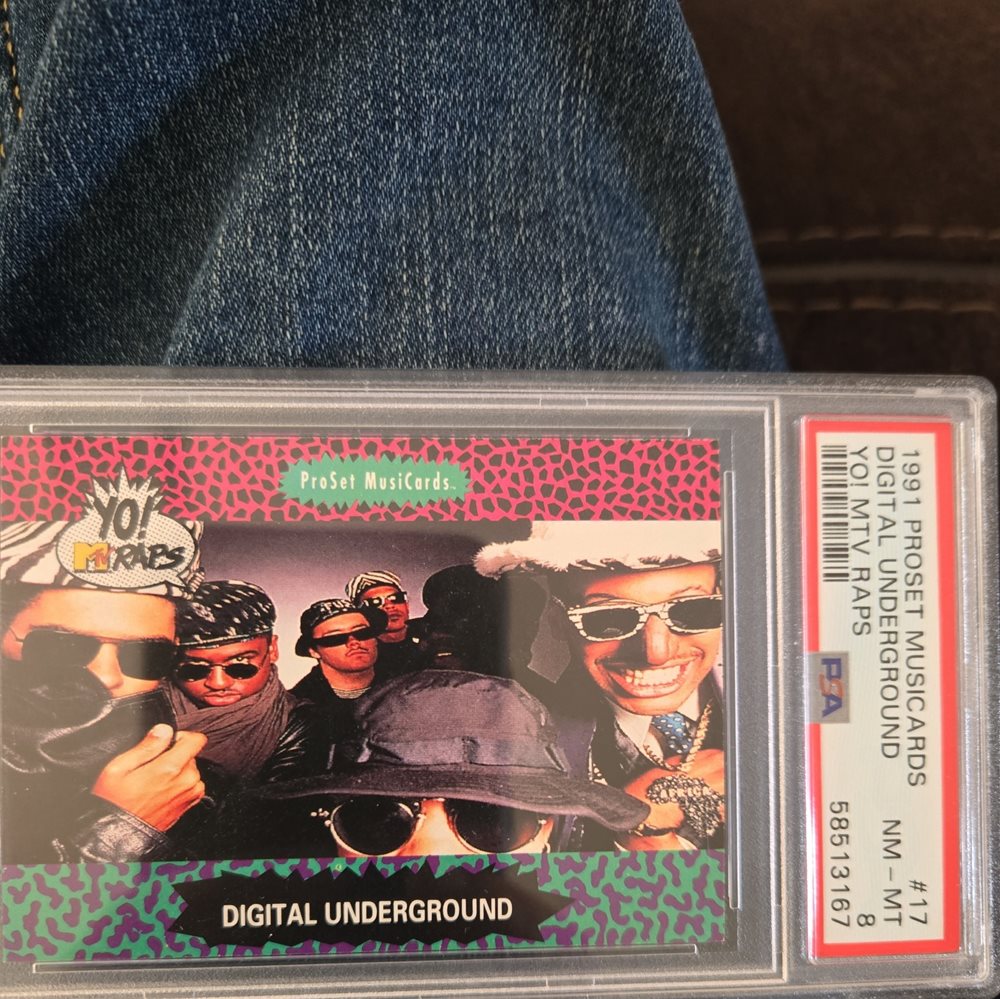 ProSet MusiCards™
YO!
MTV RAPS
DIGITAL UNDERGROUND
1991 PROSET MUSICARDS #17
DIGITAL UNDERGROUND NM - MT
YO! MTV RAPS 8
PSA 58513167